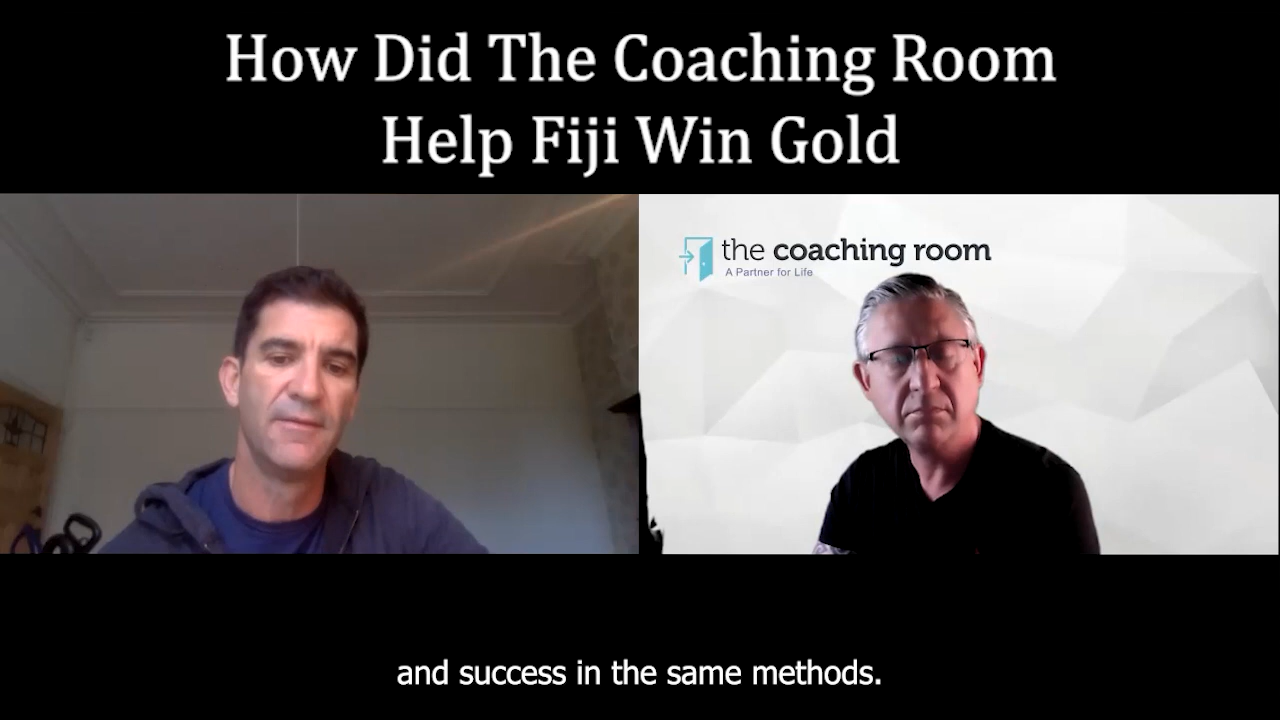 How Did The Coaching Room
Help Fiji Win Gold
the coaching room
A Partner for Life
and success in the same methods.